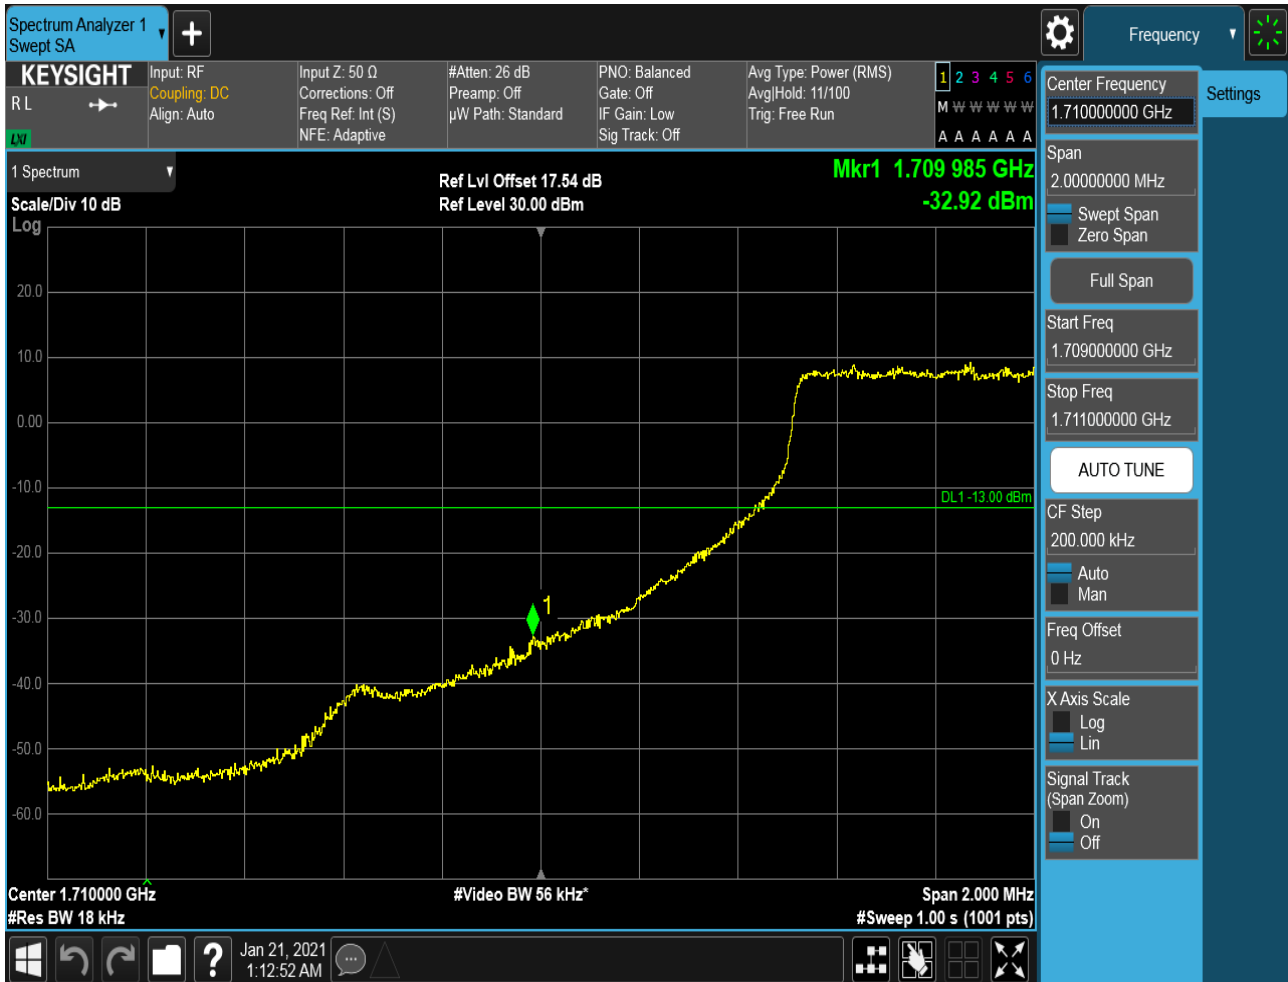 Spectrum Analyzer 1
Swept SA
Frequency
KEYSIGHT
R L
LXI
Input: RF
Coupling: DC
Align: Auto
Input Z: 50 Ω
Corrections: Off
Freq Ref: Int (S)
NFE: Adaptive
#Atten: 26 dB
Preamp: Off
µW Path: Standard
PNO: Balanced
Gate: Off
IF Gain: Low
Sig Track: Off
Avg Type: Power (RMS)
Avg|Hold: 11/100
Trig: Free Run
1 2 3 4 5 6
M W W W W W
A A A A A A
1 Spectrum
Scale/Div 10 dB
Log
Ref Lvl Offset 17.54 dB
Ref Level 30.00 dBm
Mkr1 1.709 985 GHz
-32.92 dBm
20.0
10.0
0.00
-10.0
-20.0
-30.0
-40.0
-50.0
-60.0
DL1 -13.00 dBm
1
Center 1.710000 GHz
#Res BW 18 kHz
#Video BW 56 kHz*
Span 2.000 MHz
#Sweep 1.00 s (1001 pts)
Center Frequency
1.710000000 GHz
Settings
Span
2.00000000 MHz
Swept Span
Zero Span
Full Span
Start Freq
1.709000000 GHz
Stop Freq
1.711000000 GHz
AUTO TUNE
CF Step
200.000 kHz
Auto
Man
Freq Offset
0 Hz
X Axis Scale
Log
Lin
Signal Track
(Span Zoom)
On
Off
?
Jan 21, 2021
1:12:52 AM